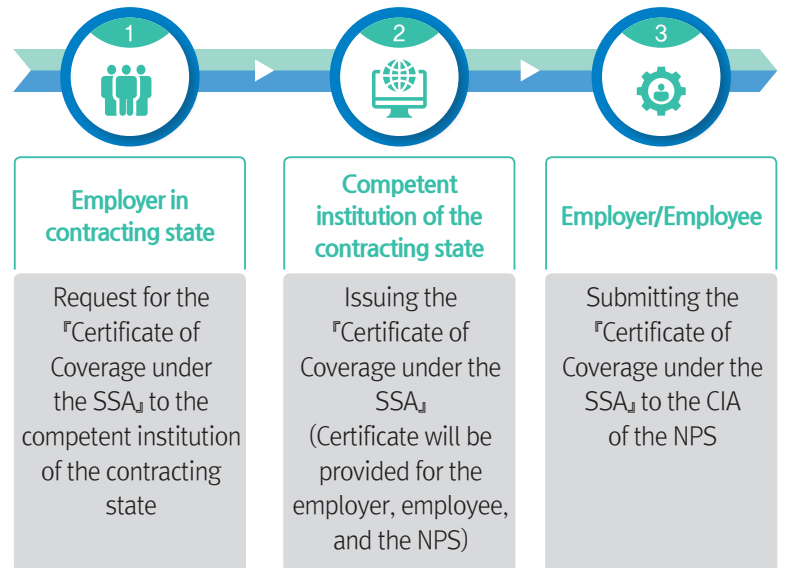 1
2
3
Employer in
contracting state
Competent
institution of the
contracting state
Employer/Employee
Request for the
『Certificate of
Coverage under
the SSA』 to the
competent institution
of the contracting
state
Issuing the
『Certificate of
Coverage under the
SSA』
(Certificate will be
provided for the
employer, employee,
and the NPS)
Submitting the
『Certificate of
Coverage under the
SSA』 to the CIA
of the NPS